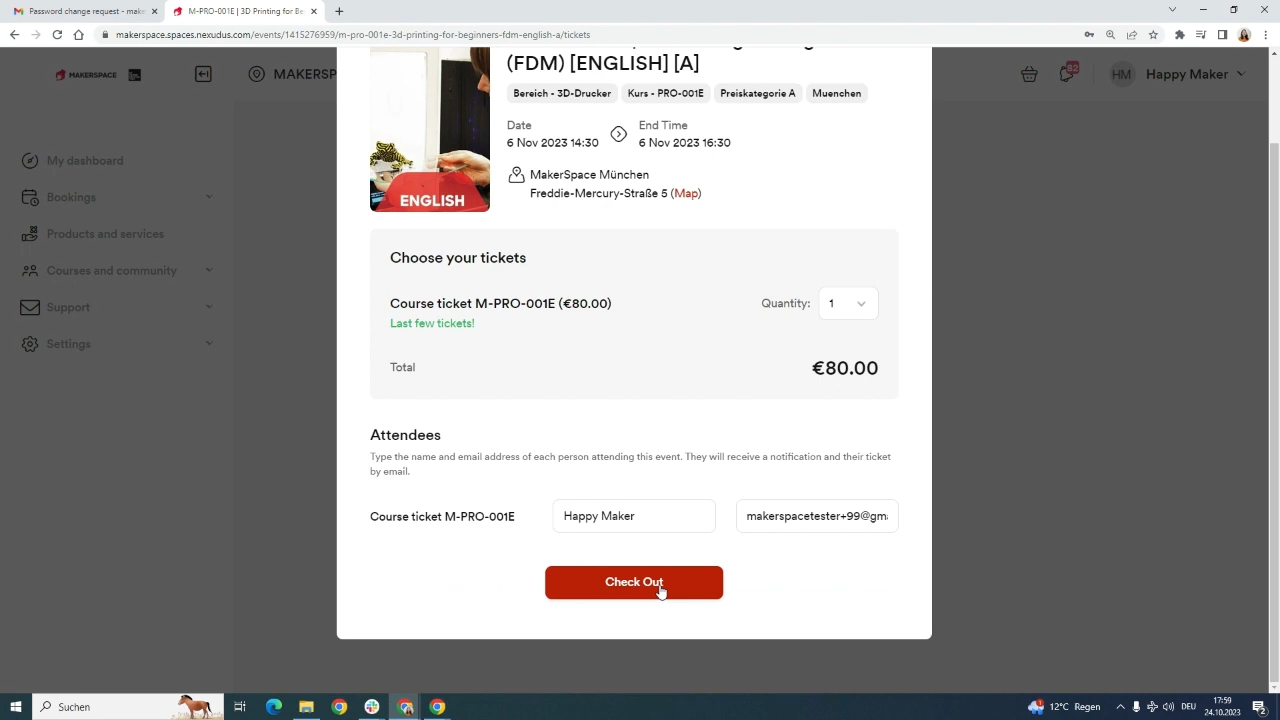 Password change request - make
M-PRO-001E | 3D Printing for Be
makerspace.spaces.nexudus.com/events/1415276959/m-pro-001e-3d-printing-for-beginners-fdm-english-a/tickets
MAKERSPACE
MAKERSP
Happy Maker
HM
My dashboard
Bookings
Products and services
Courses and community
Support
Settings
ENGLISH
(FDM) [ENGLISH] [A]
Bereich - 3D-Drucker
Kurs - PRO-001E
Preiskategorie A
Muenchen
Date
6 Nov 2023 14:30
End Time
6 Nov 2023 16:30
MakerSpace München
Freddie-Mercury-Straße 5 (Map)
Choose your tickets
Course ticket M-PRO-001E (€80.00)
Quantity: 1
Last few tickets!
Total
€80.00
Attendees
Type the name and email address of each person attending this event. They will receive a notification and their ticket
by email.
Course ticket M-PRO-001E
Happy Maker
makerspacetester+99@gma
Check Out
Suchen
12°C Regen
DEU
17:59
24.10.2023
2